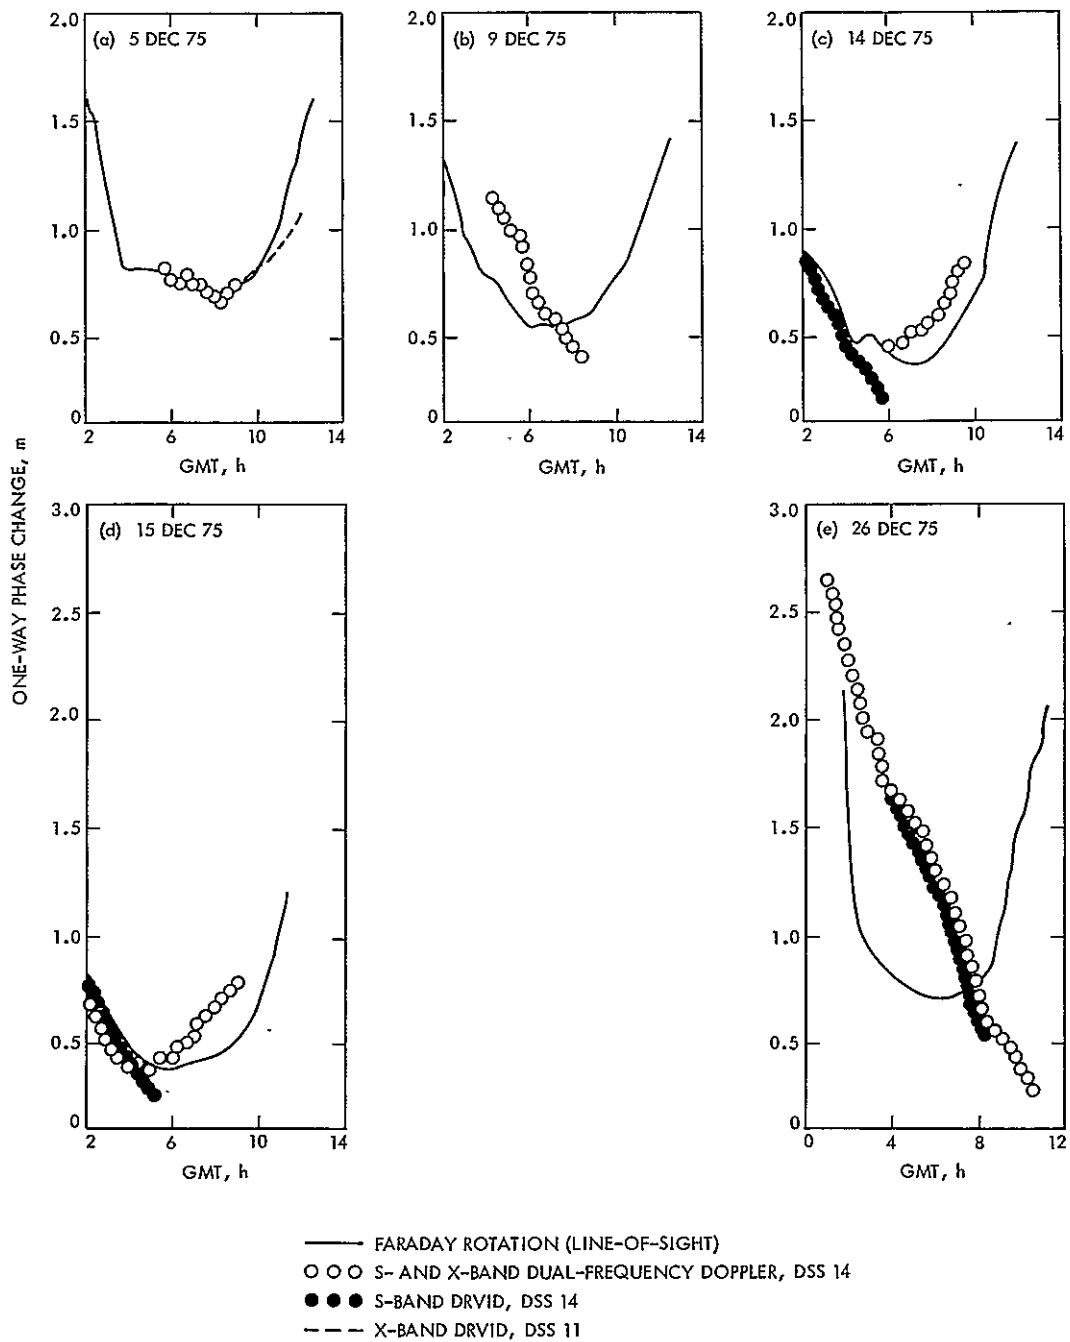 2.0
(a) 5 DEC 75
1.5
1.0
0.5
0
2 6 10 14
GMT, h
2.0
(b) 9 DEC 75
1.5
1.0
0.5
0
2 6 10 14
GMT, h
2.0
(c) 14 DEC 75
1.5
1.0
0.5
0
2 6 10 14
GMT, h
ONE-WAY PHASE CHANGE, m
3.0
(d) 15 DEC 75
2.5
2.0
1.5
1.0
0.5
0
2 6 10 14
GMT, h
3.0
(e) 26 DEC 75
2.5
2.0
1.5
1.0
0.5
0
0 4 8 12
GMT, h
FARADAY ROTATION (LINE-OF-SIGHT)
S- AND X-BAND DUAL-FREQUENCY DOPPLER, DSS 14
S-BAND DRVID, DSS 14
X-BAND DRVID, DSS 11